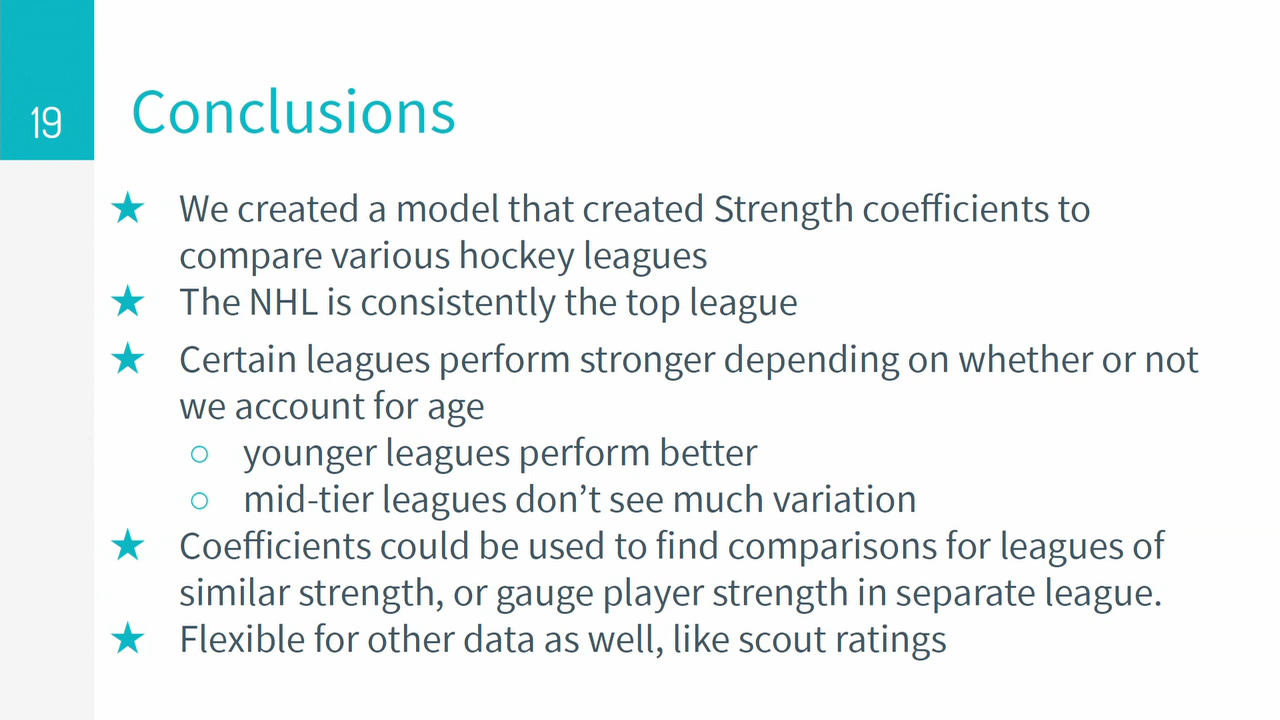 19
Conclusions
★ We created a model that created Strength coefficients to
compare various hockey leagues
★ The NHL is consistently the top league
★ Certain leagues perform stronger depending on whether or not
we account for age
○ younger leagues perform better
○ mid-tier leagues don’t see much variation
★ Coefficients could be used to find comparisons for leagues of
similar strength, or gauge player strength in separate league.
★ Flexible for other data as well, like scout ratings